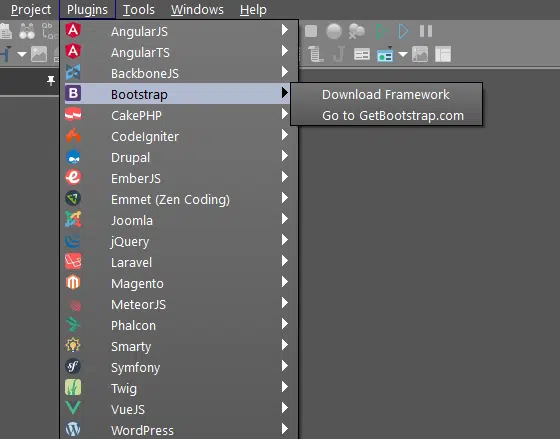 Project Plugins Tools Windows Help
AngularJS
AngularTS
BackboneJS
Bootstrap
Download Framework
CakePHP
Go to GetBootstrap.com
CodeIgniter
Drupal
EmberJS
Emmet (Zen Coding)
Joomla
jQuery
Laravel
Magento
MeteorJS
Phalcon
Smarty
Symfony
Twig
VueJS
WordPress